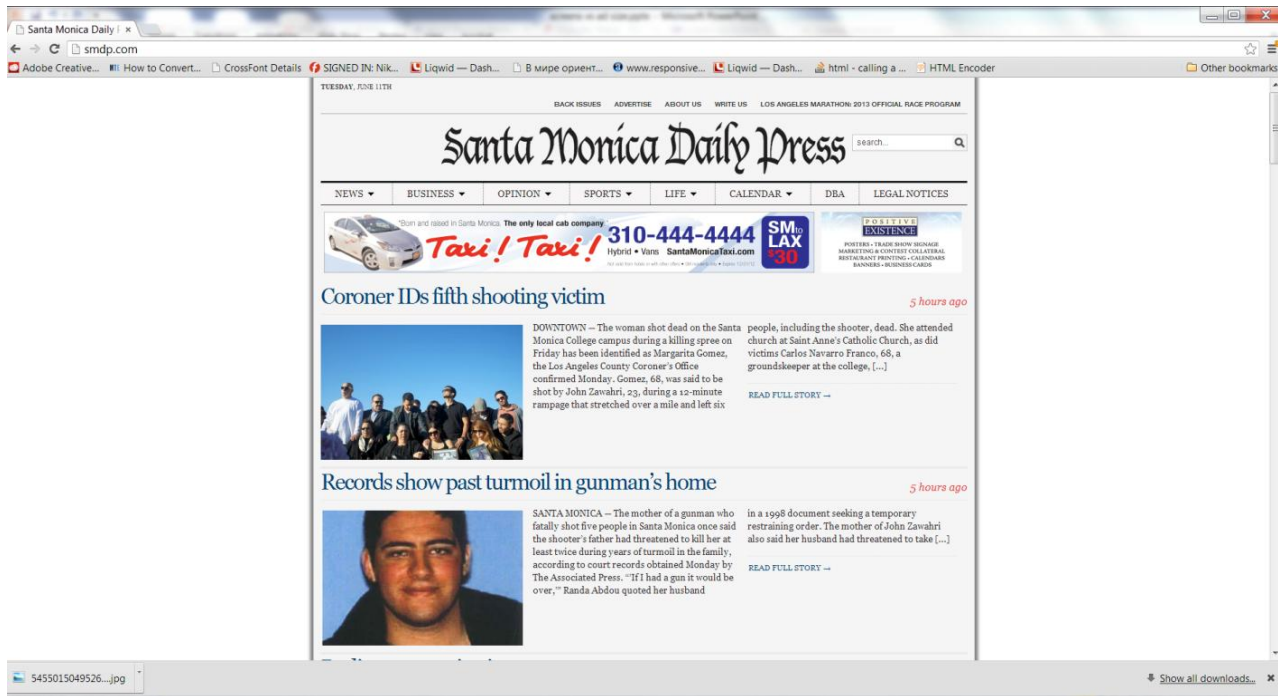 screens vs ad size.pptx - Microsoft PowerPoint
Santa Monica Daily
smdp.com
Adobe Creative... How to Convert... CrossFont Details SIGNED IN: Nik... Liqwid — Dash... В мире ориент... www.responsive... Liqwid — Dash... html - calling a ... HTML Encoder Other bookmarks
TUESDAY, JUNE 11TH
BACK ISSUES ADVERTISE ABOUT US WRITE US LOS ANGELES MARATHON: 2013 OFFICIAL RACE PROGRAM
Santa Monica Daily Press
search...
NEWS BUSINESS OPINION SPORTS LIFE CALENDAR DBA LEGAL NOTICES
"Born and raised in Santa Monica. The only local cab company."
Taxi! Taxi!
310-444-4444
Hybrid • Vans SantaMonicaTaxi.com
SM to
LAX
$30
POSITIVE
EXISTENCE
POSTERS • TRADE SHOW SIGNAGE
MARKETING & CONTEST COLLATERAL
RESTAURANT PRINTING • CALENDARS
BANNERS • BUSINESS CARDS
Coroner IDs fifth shooting victim
5 hours ago
DOWNTOWN — The woman shot dead on the Santa
Monica College campus during a killing spree on
Friday has been identified as Margarita Gomez,
the Los Angeles County Coroner's Office
confirmed Monday. Gomez, 68, was said to be
shot by John Zawahri, 23, during a 12-minute
rampage that stretched over a mile and left six
people, including the shooter, dead. She attended
church at Saint Anne's Catholic Church, as did
victims Carlos Navarro Franco, 68, a
groundskeeper at the college, [...]
READ FULL STORY →
Records show past turmoil in gunman's home
5 hours ago
SANTA MONICA — The mother of a gunman who
fatally shot five people in Santa Monica once said
the shooter's father had threatened to kill her at
least twice during years of turmoil in the family,
according to court records obtained Monday by
The Associated Press. "'If I had a gun it would be
over,'" Randa Abdou quoted her husband
in a 1998 document seeking a temporary
restraining order. The mother of John Zawahri
also said her husband had threatened to take [...]
READ FULL STORY →
5455015049526....jpg
Show all downloads...